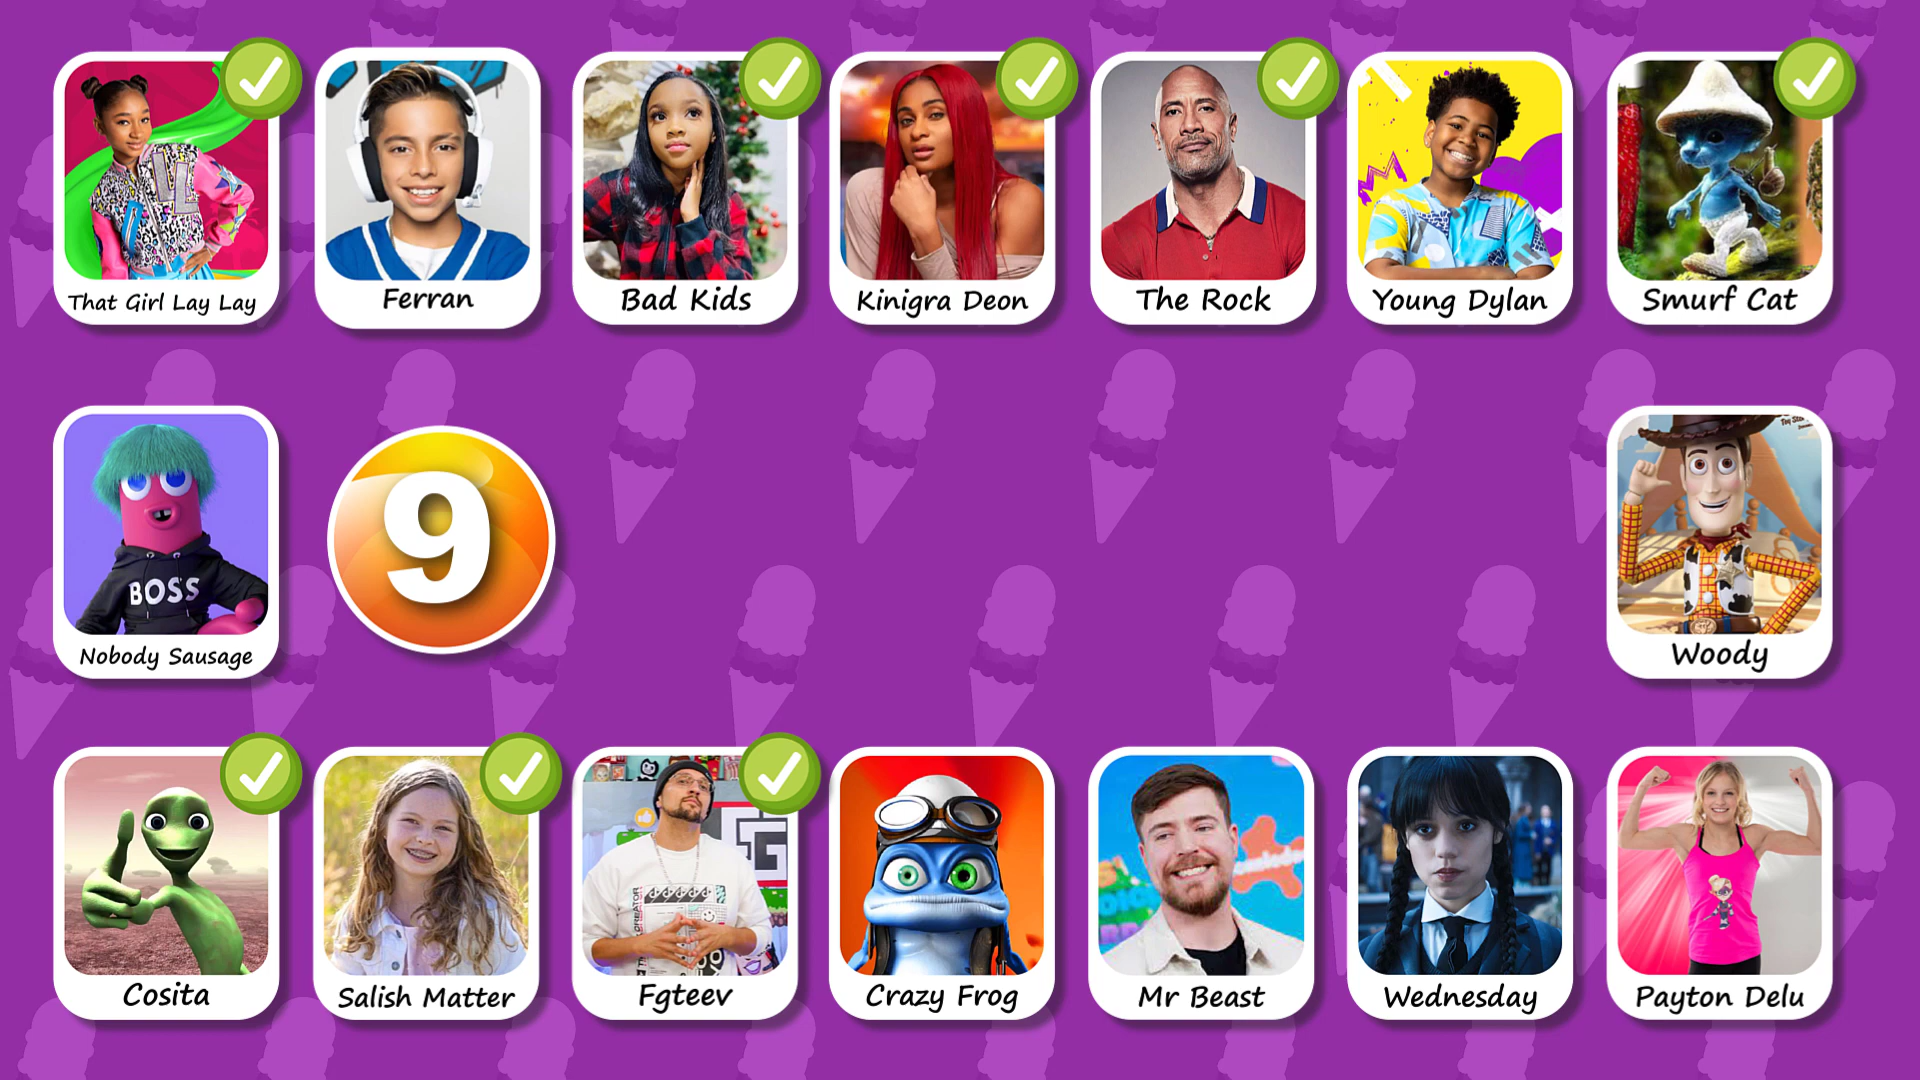 That Girl Lay Lay
Ferran
Bad Kids
Kinigra Deon
The Rock
Young Dylan
Smurf Cat
BOSS
Nobody Sausage
9
Woody
Cosita
Salish Matter
Fgteev
Crazy Frog
Mr Beast
Wednesday
Payton Delu